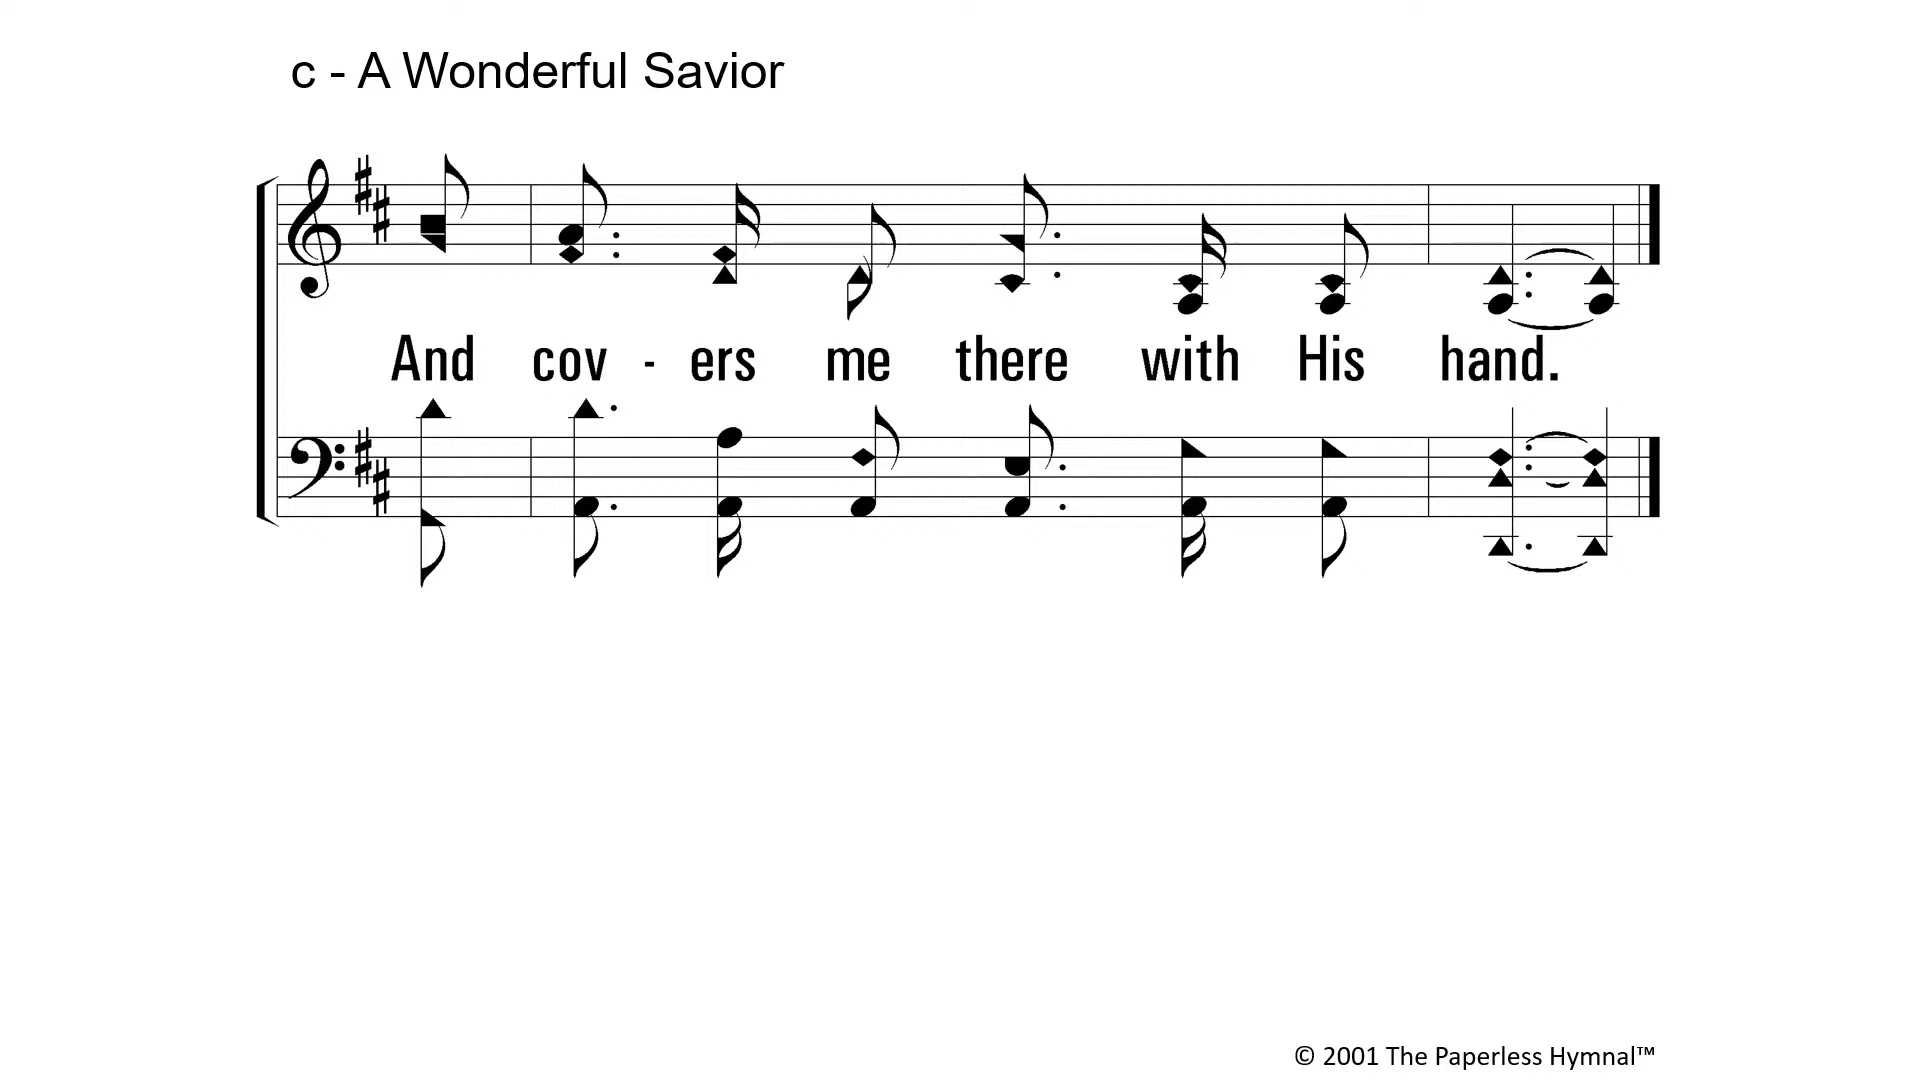 c - A Wonderful Savior
And cov - ers me there with His hand.
© 2001 The Paperless Hymnal™